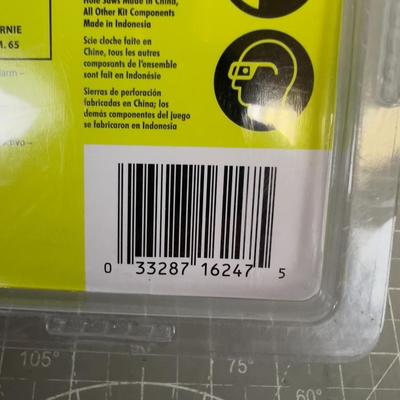 Hole Saws Made in China,
All Other Kit Components
Made in Indonesia
RNIE
M. 65
Scie cloche faite en
Chine, tous les autres
composants de l'ensemble
sont fait en Indonésie
Sierras de perforación
fabricadas en China; los
demás componentes del juego
se fabricaron en Indonesia
0 33287 16247 5
105°
75°
60°